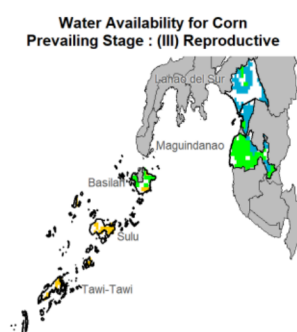 Water Availability for Corn
Prevailing Stage : (III) Reproductive
Lanao del Sur
Maguindanao
Basilan
Sulu
Tawi-Tawi